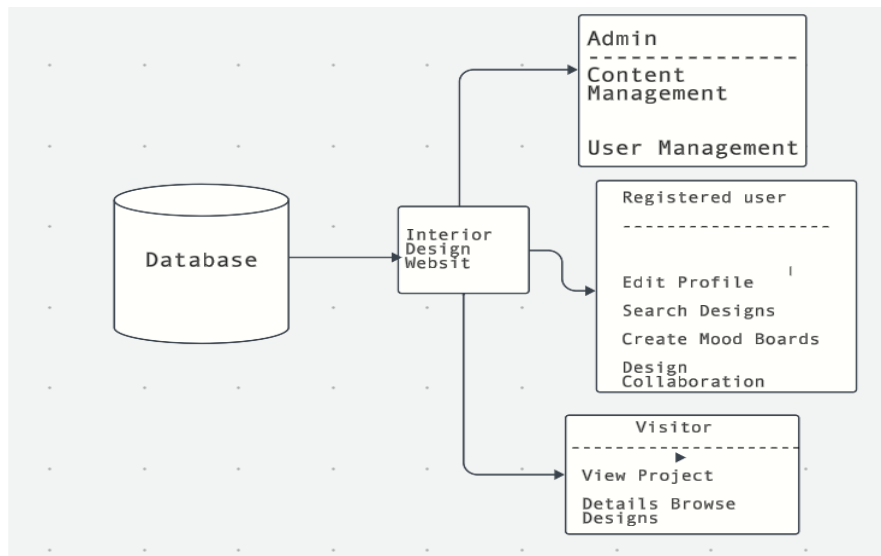 Admin
Content
Management
User Management
Registered user
Interior
Design
Websit
Database
Edit Profile
Search Designs
Create Mood Boards
Design
Collaboration
Visitor
View Project
Details Browse
Designs